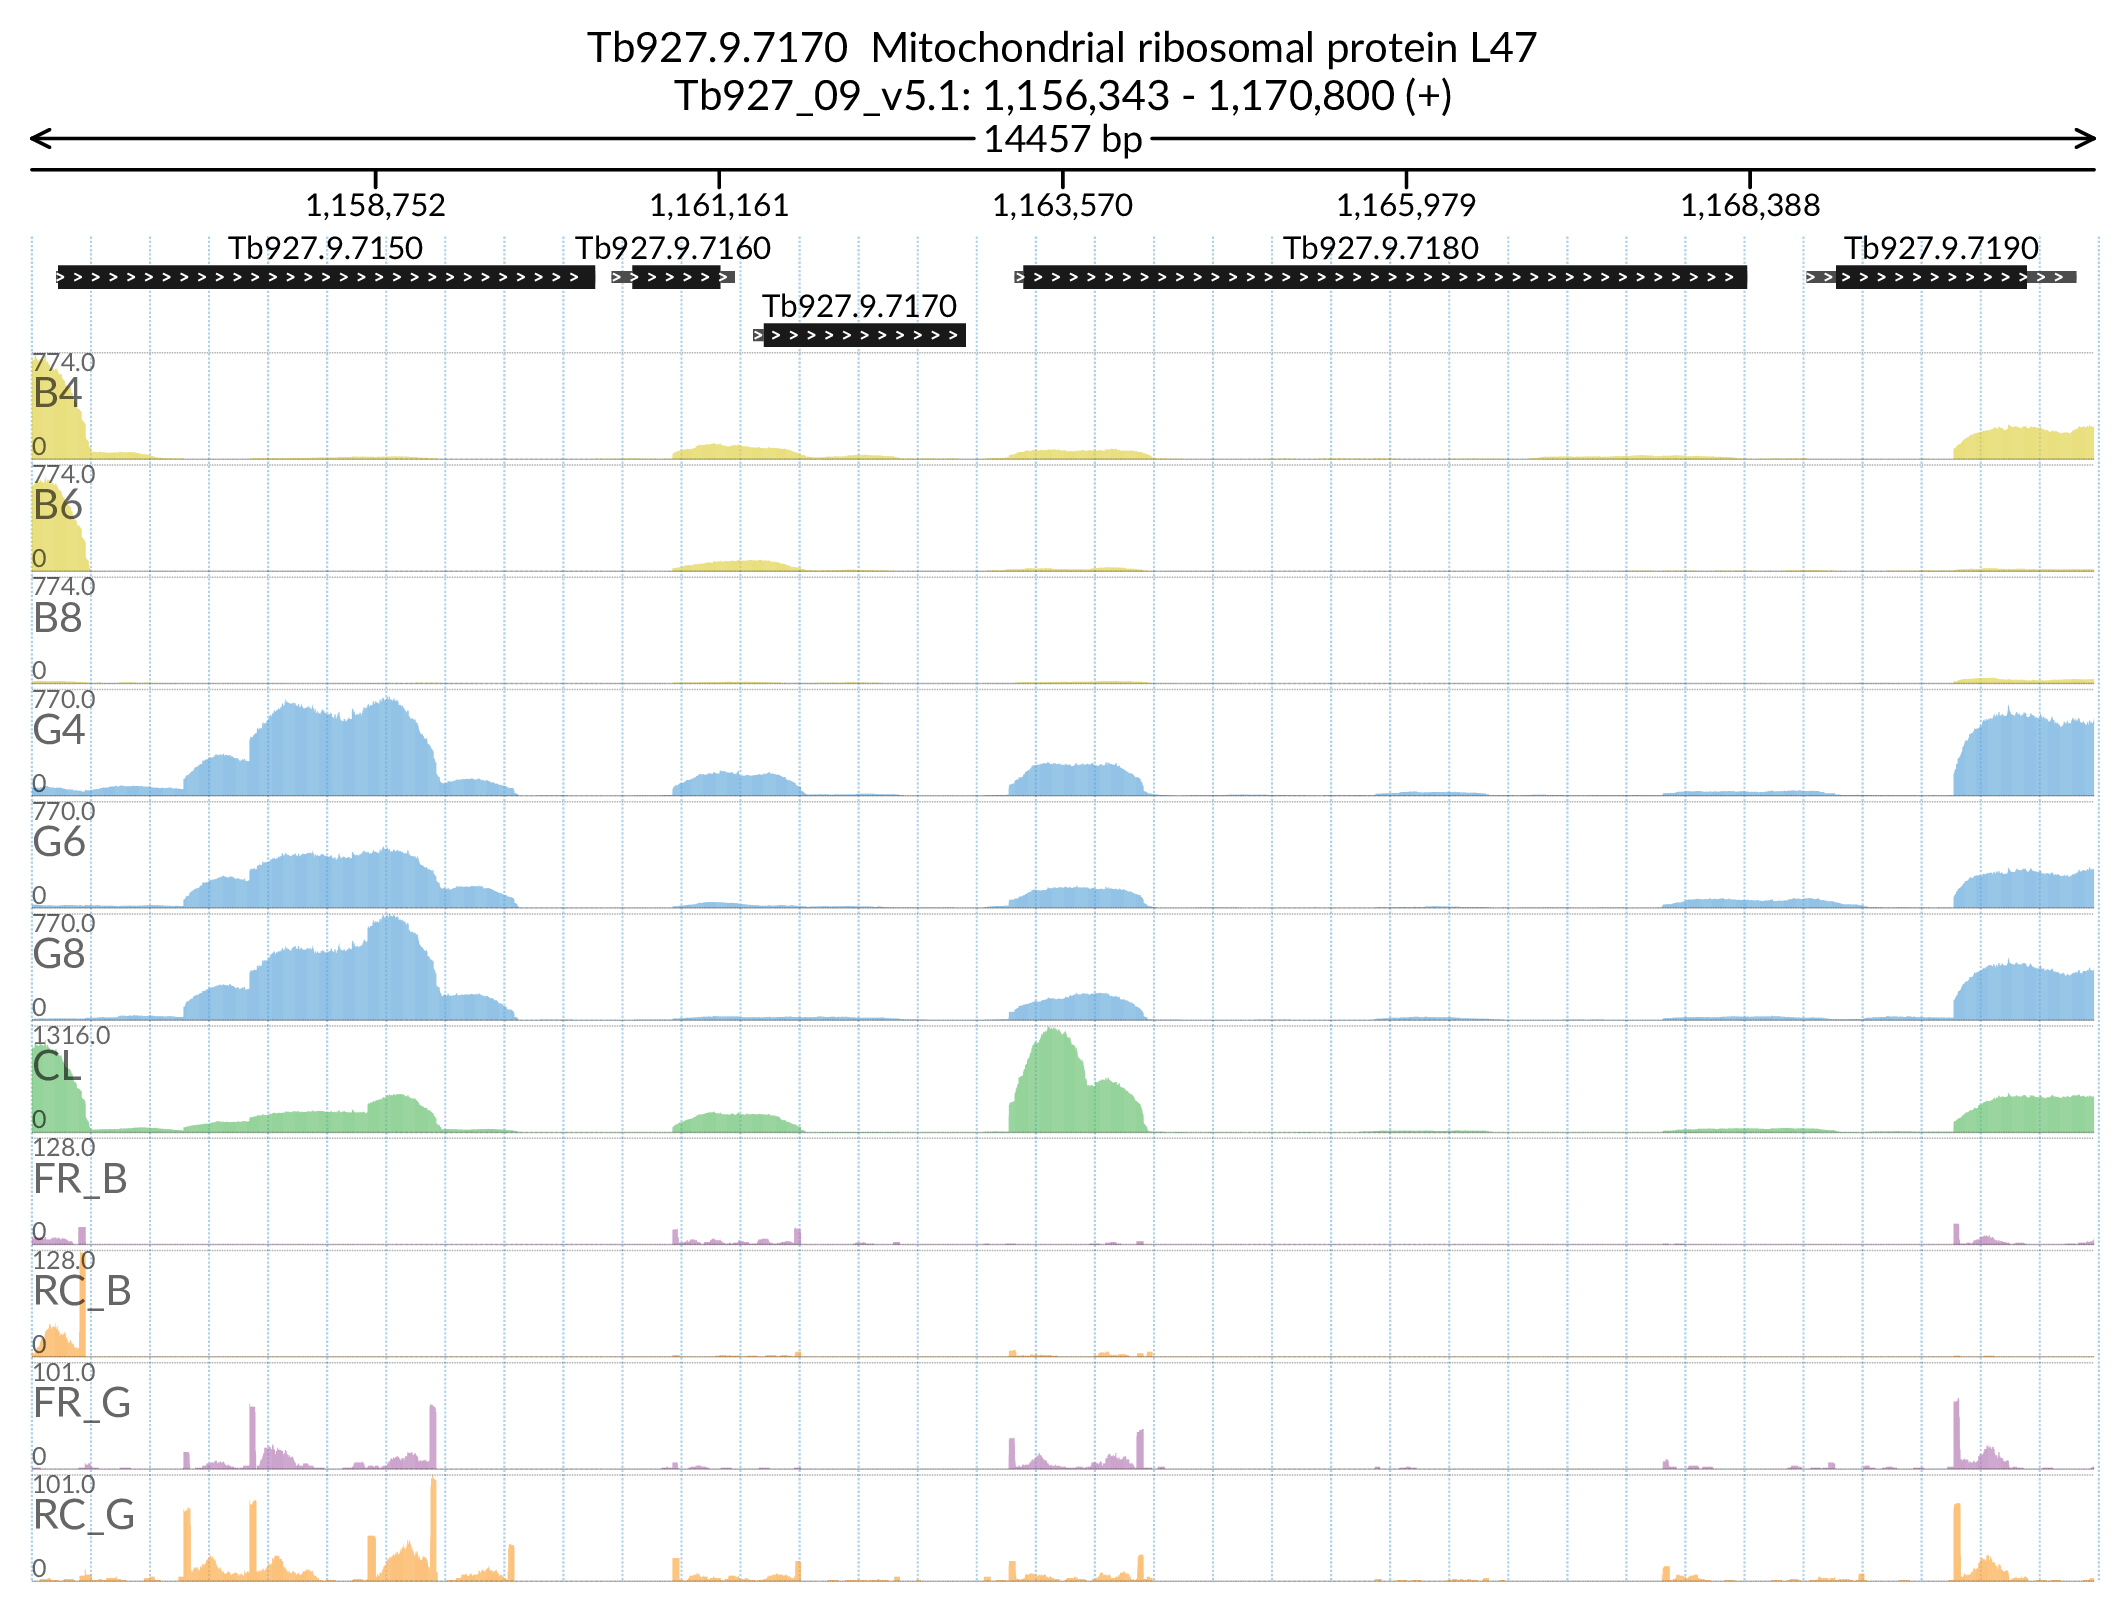 Tb927.9.7170  Mitochondrial ribosomal protein L47
Tb927_09_v5.1: 1,156,343 - 1,170,800 (+)
14457 bp
1,158,752 1,161,161 1,163,570 1,165,979 1,168,388
Tb927.9.7150 Tb927.9.7160 Tb927.9.7180 Tb927.9.7190
Tb927.9.7170
774.0
B4
0
774.0
B6
0
774.0
B8
0
770.0
G4
0
770.0
G6
0
770.0
G8
0
1316.0
CL
0
128.0
FR_B
0
128.0
RC_B
0
101.0
FR_G
0
101.0
RC_G
0